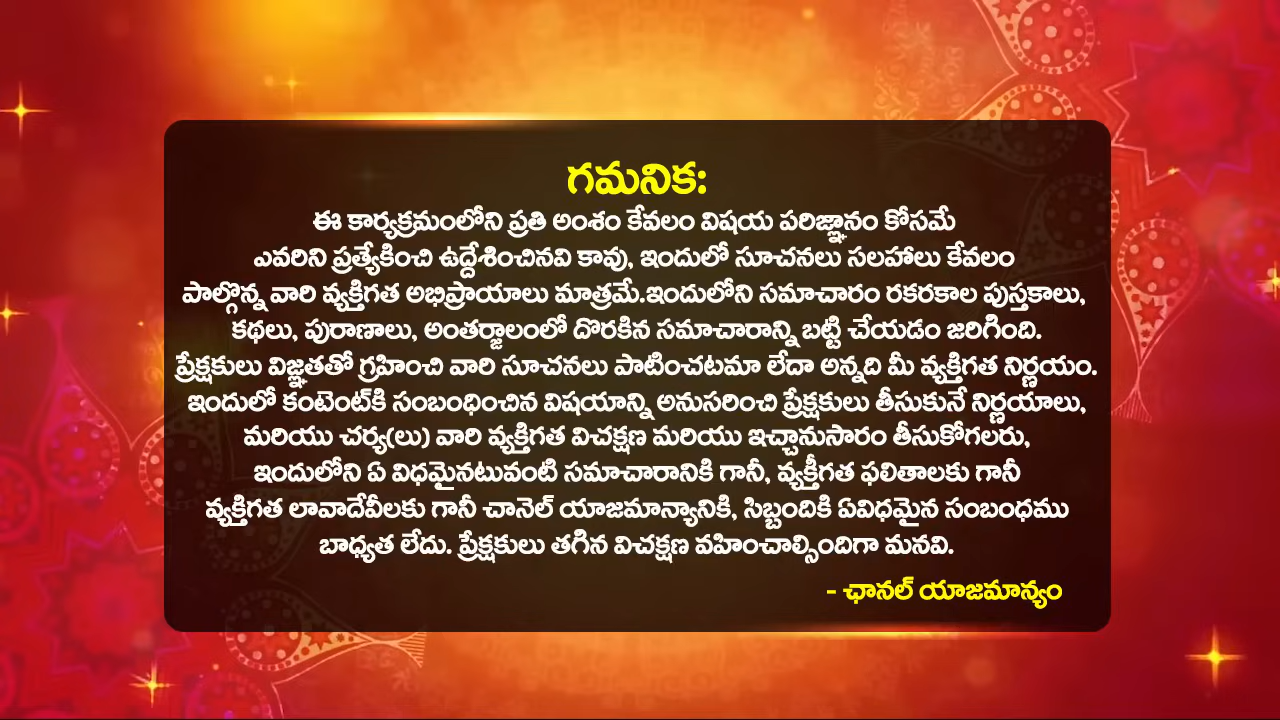 గమనిక:
ఈ కార్యక్రమంలోని ప్రతి అంశం కేవలం విషయ పరిజ్ఞానం కోసమే
ఎవరిని ప్రత్యేకించి ఉద్దేశించినవి కావు, ఇందులో సూచనలు సలహాలు కేవలం
పాల్గొన్న వారి వ్యక్తిగత అభిప్రాయాలు మాత్రమే.ఇందులోని సమాచారం రకరకాల పుస్తకాలు,
కథలు, పురాణాలు, అంతర్జాలంలో దొరకిన సమాచారాన్ని బట్టి చేయడం జరిగింది.
ప్రేక్షకులు విజ్ఞతతో గ్రహించి వారి సూచనలు పాటించటమా లేదా అన్నది మీ వ్యక్తిగత నిర్ణయం.
ఇందులో కంటెంట్‌కి సంబంధించిన విషయాన్ని అనుసరించి ప్రేక్షకులు తీసుకునే నిర్ణయాలు,
మరియు చర్య(లు) వారి వ్యక్తిగత విచక్షణ మరియు ఇచ్చానుసారం తీసుకోగలరు,
ఇందులోని ఏ విధమైనటువంటి సమాచారానికి గానీ, వ్యక్తీగత ఫలితాలకు గానీ
వ్యక్తిగత లావాదేవీలకు గానీ చానెల్ యాజమాన్యానికి, సిబ్బందికి ఏవిధమైన సంబంధము
బాధ్యత లేదు. ప్రేక్షకులు తగిన విచక్షణ వహించాల్సిందిగా మనవి.
- ఛానల్ యాజమాన్యం